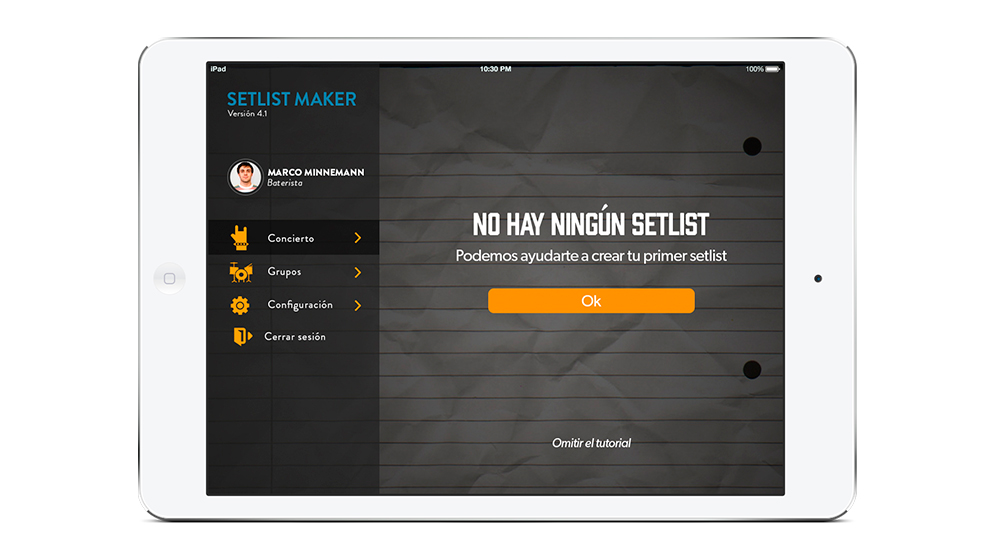 iPad
10:30 PM
100%
SETLIST MAKER
Versión 4.1
MARCO MINNEMANN
Baterista
Concierto
Grupos
Configuración
Cerrar sesión
NO HAY NINGÚN SETLIST
Podemos ayudarte a crear tu primer setlist
Ok
Omitir el tutorial